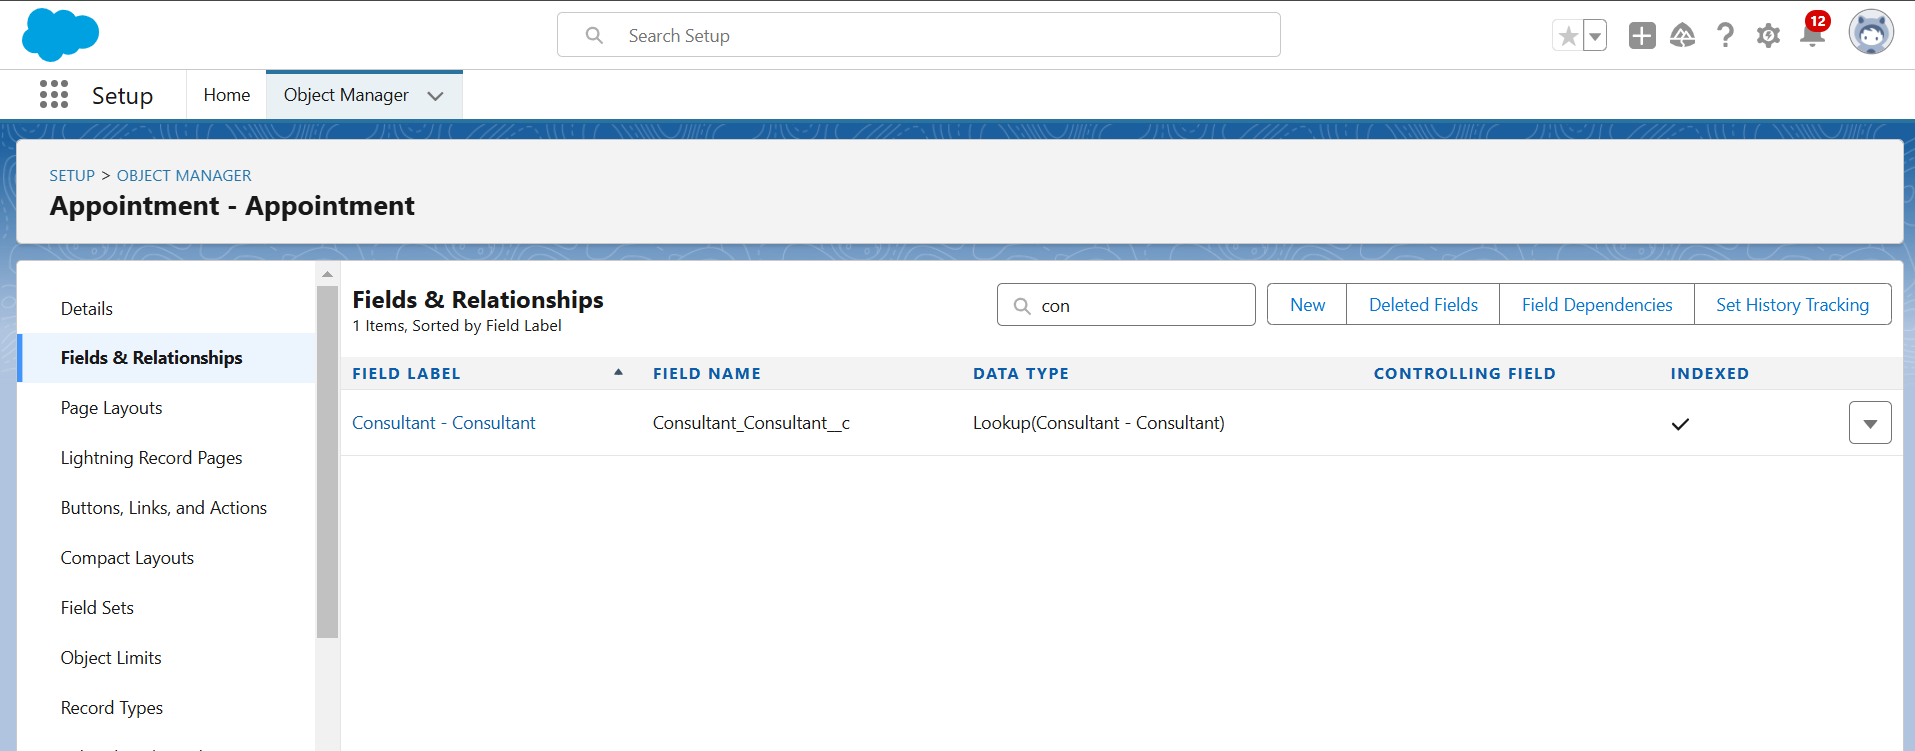 Search Setup
12
Setup
Home
Object Manager
SETUP > OBJECT MANAGER
Appointment - Appointment
Details
Fields & Relationships
Page Layouts
Lightning Record Pages
Buttons, Links, and Actions
Compact Layouts
Field Sets
Object Limits
Record Types
Fields & Relationships
1 Items, Sorted by Field Label
con
New
Deleted Fields
Field Dependencies
Set History Tracking
FIELD LABEL
FIELD NAME
DATA TYPE
CONTROLLING FIELD
INDEXED
Consultant - Consultant
Consultant_Consultant__c
Lookup(Consultant - Consultant)